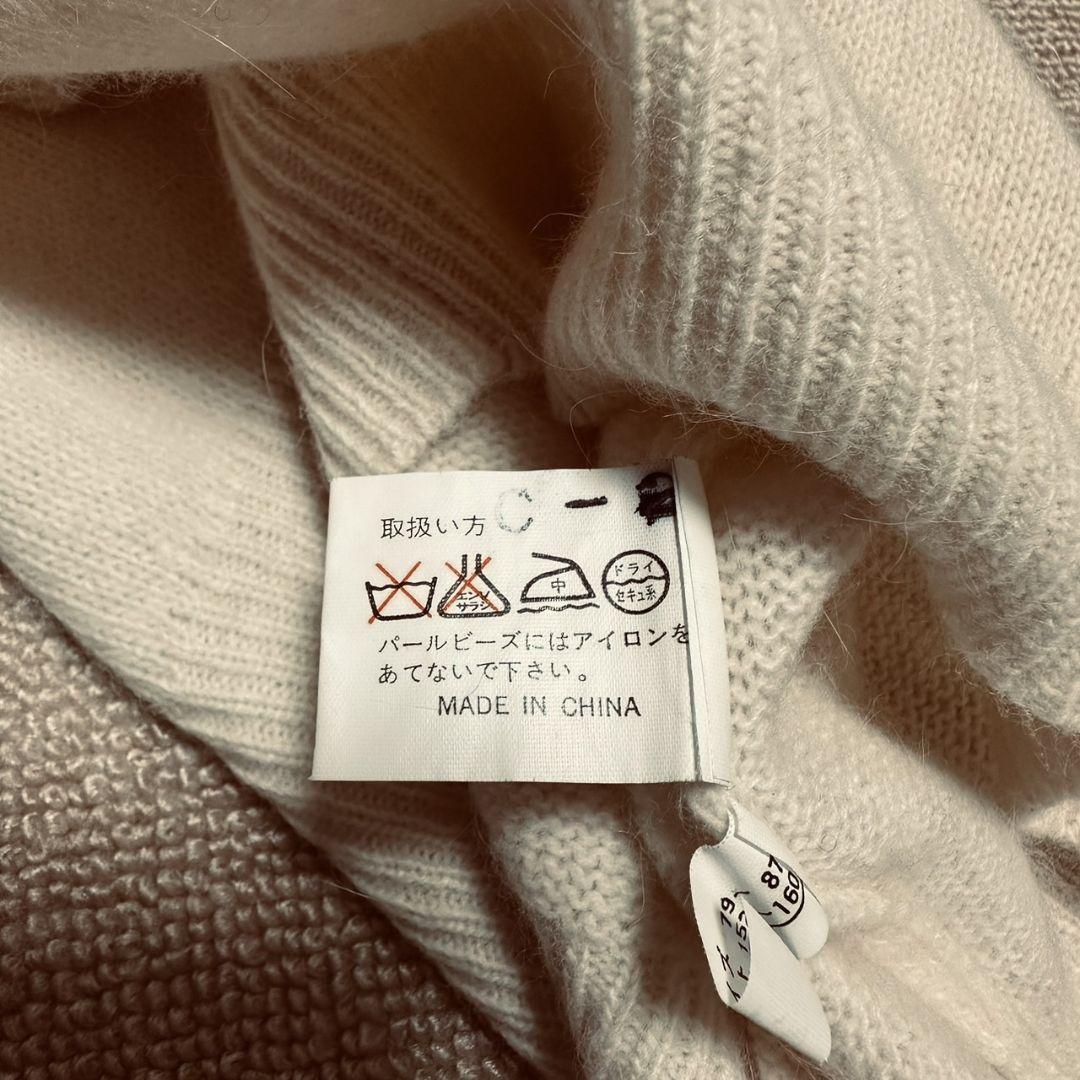 取扱い方 C -
エンソ
サラシ
中
ドライ
セキユ系
パールビーズにはアイロンを
あてないで下さい。
MADE IN CHINA
87
160
79